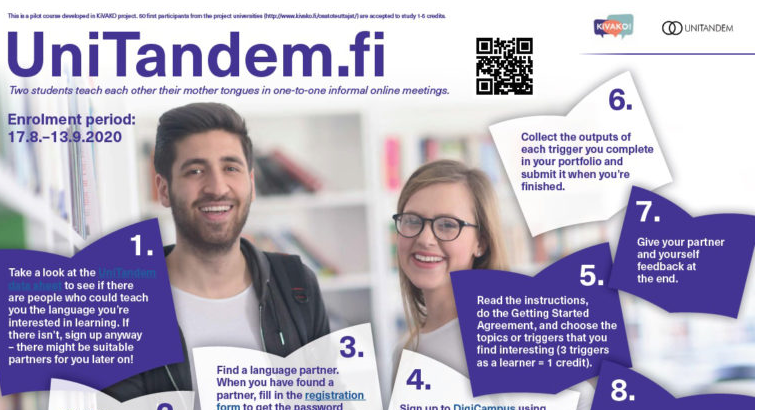 This is a pilot course developed in KIVAKO project. 60 first participants from the project universities (http://www.kivako.fi/osatoteuttajat/) are accepted to study 1-5 credits.
KIVAKO!
UNITANDEM
UniTandem.fi
Two students teach each other their mother tongues in one-to-one informal online meetings.
Enrolment period:
17.8.–13.9.2020
1.
Take a look at the UniTandem
data sheet to see if there
are people who could teach
you the language you're
interested in learning. If
there isn't, sign up anyway
– there might be suitable
partners for you later on!
3.
Find a language partner.
When you have found a
partner, fill in the registration
form to get the password
4.
Sign up to DigiCampus using
5.
Read the instructions,
do the Getting Started
Agreement, and choose the
topics or triggers that you
find interesting (3 triggers
as a learner = 1 credit).
6.
Collect the outputs of
each trigger you complete
in your portfolio and
submit it when you're
finished.
7.
Give your partner
and yourself
feedback at
the end.
8.